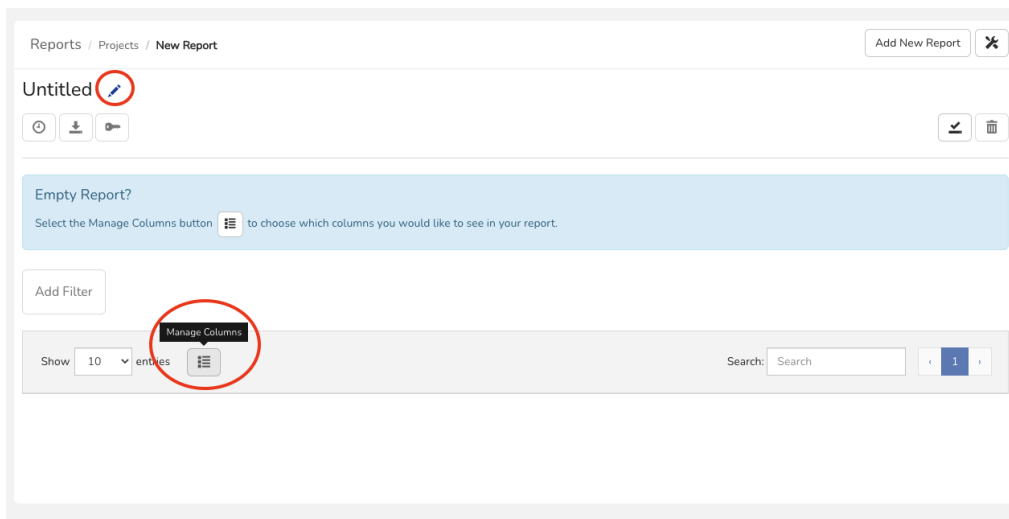 Reports / Projects / New Report
Add New Report
Untitled
Empty Report?
Select the Manage Columns button to choose which columns you would like to see in your report.
Add Filter
Manage Columns
Show 10 entries
Search: Search
‹ 1 ›